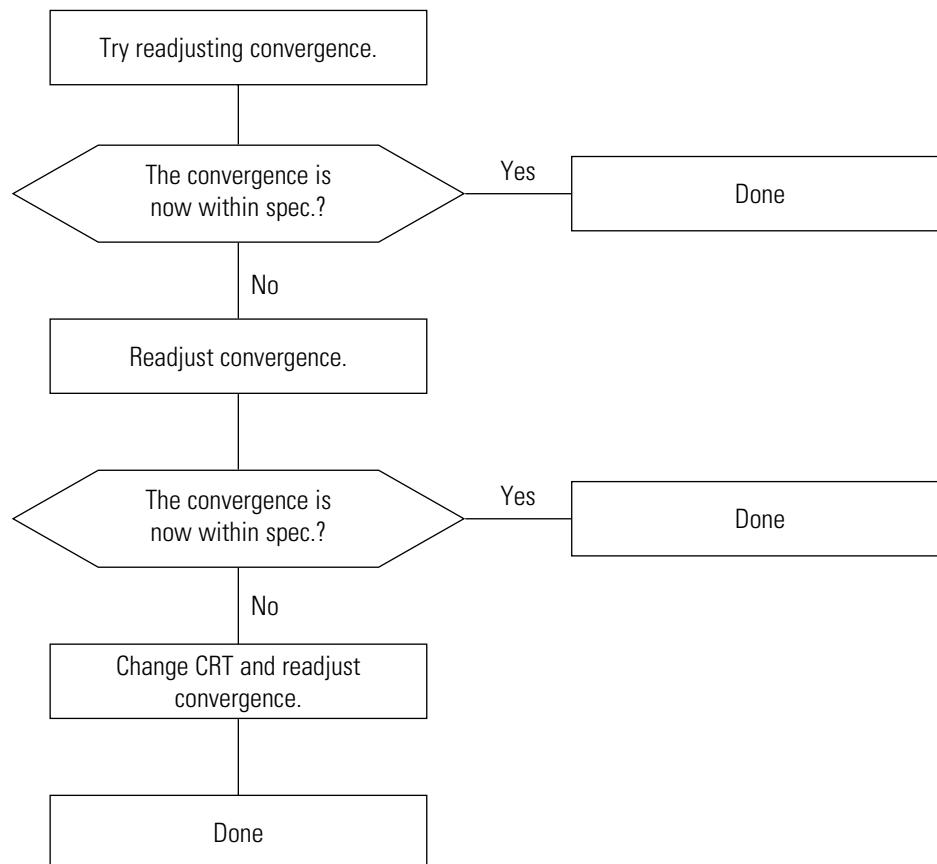 Try readjusting convergence.
The convergence is
now within spec.?
Yes
Done
No
Readjust convergence.
The convergence is
now within spec.?
Yes
Done
No
Change CRT and readjust
convergence.
Done